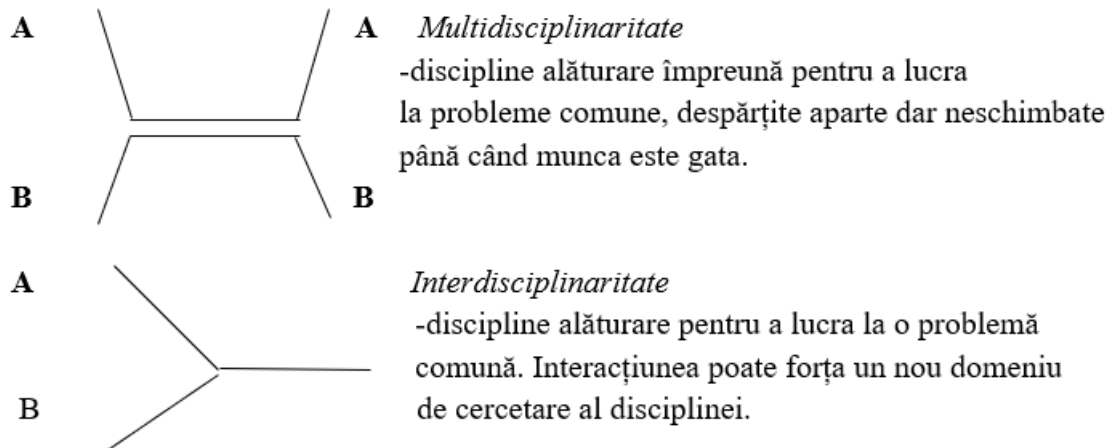 A A Multidisciplinaritate
-discipline alăturare împreună pentru a lucra
la probleme comune, despărțite aparte dar neschimbate
până când munca este gata.
B B
A Interdisciplinaritate
-discipline alăturare pentru a lucra la o problemă
comună. Interacțiunea poate forța un nou domeniu
B de cercetare al disciplinei.